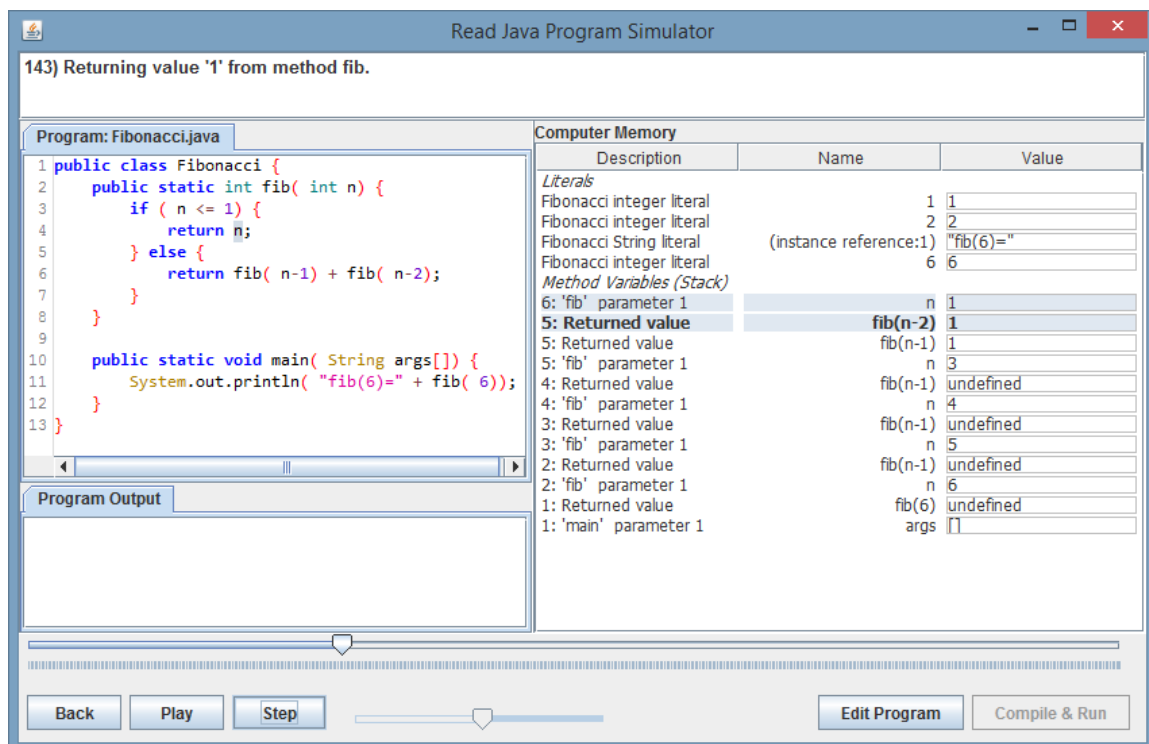 Read Java Program Simulator
143) Returning value '1' from method fib.
Program: Fibonacci.java
1 public class Fibonacci {
2     public static int fib( int n) {
3         if ( n <= 1) {
4             return n;
5         } else {
6             return fib( n-1) + fib( n-2);
7         }
8     }
9
10     public static void main( String args[]) {
11         System.out.println( "fib(6)=" + fib( 6));
12     }
13 }
Program Output
Computer Memory
Description Name Value
Literals
Fibonacci integer literal 1 1
Fibonacci integer literal 2 2
Fibonacci String literal (instance reference:1) "fib(6)="
Fibonacci integer literal 6 6
Method Variables (Stack)
6: 'fib' parameter 1 n 1
5: Returned value fib(n-2) 1
5: Returned value fib(n-1) 1
5: 'fib' parameter 1 n 3
4: Returned value fib(n-1) undefined
4: 'fib' parameter 1 n 4
3: Returned value fib(n-1) undefined
3: 'fib' parameter 1 n 5
2: Returned value fib(n-1) undefined
2: 'fib' parameter 1 n 6
1: Returned value fib(6) undefined
1: 'main' parameter 1 args []
Back Play Step Edit Program Compile & Run